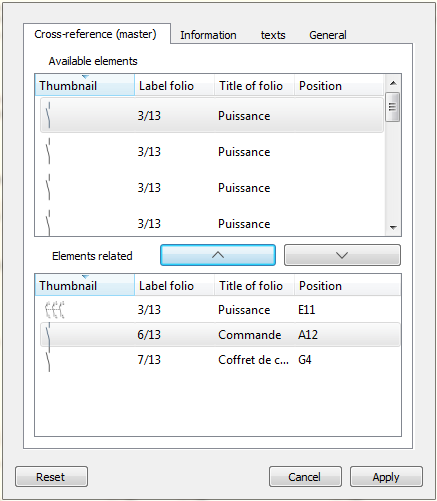 Cross-reference (master) Information texts General
Available elements
Thumbnail Label folio Title of folio Position
3/13 Puissance
3/13 Puissance
3/13 Puissance
3/13 Puissance
Elements related
Thumbnail Label folio Title of folio Position
3/13 Puissance E11
6/13 Commande A12
7/13 Coffret de c... G4
Reset Cancel Apply